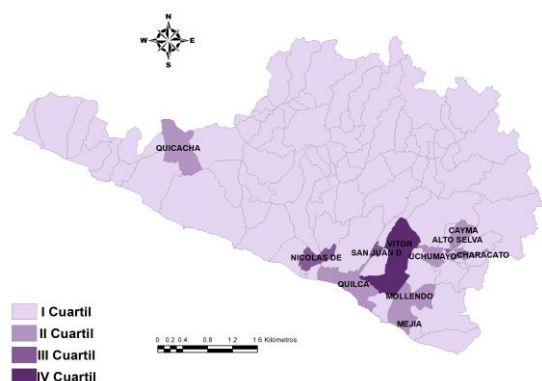 N
W E
S
QUICACHA
CAYMA
ALTO SELVA
VITOR
SAN JUAN D
UCHUMAYO
CHARACATO
NICOLAS DE
QUILCA
MOLLENDO
MEJIA
I Cuartil
II Cuartil
III Cuartil
IV Cuartil
0 0.2 0.4 0.8 1.2 1.6 Kilómetros